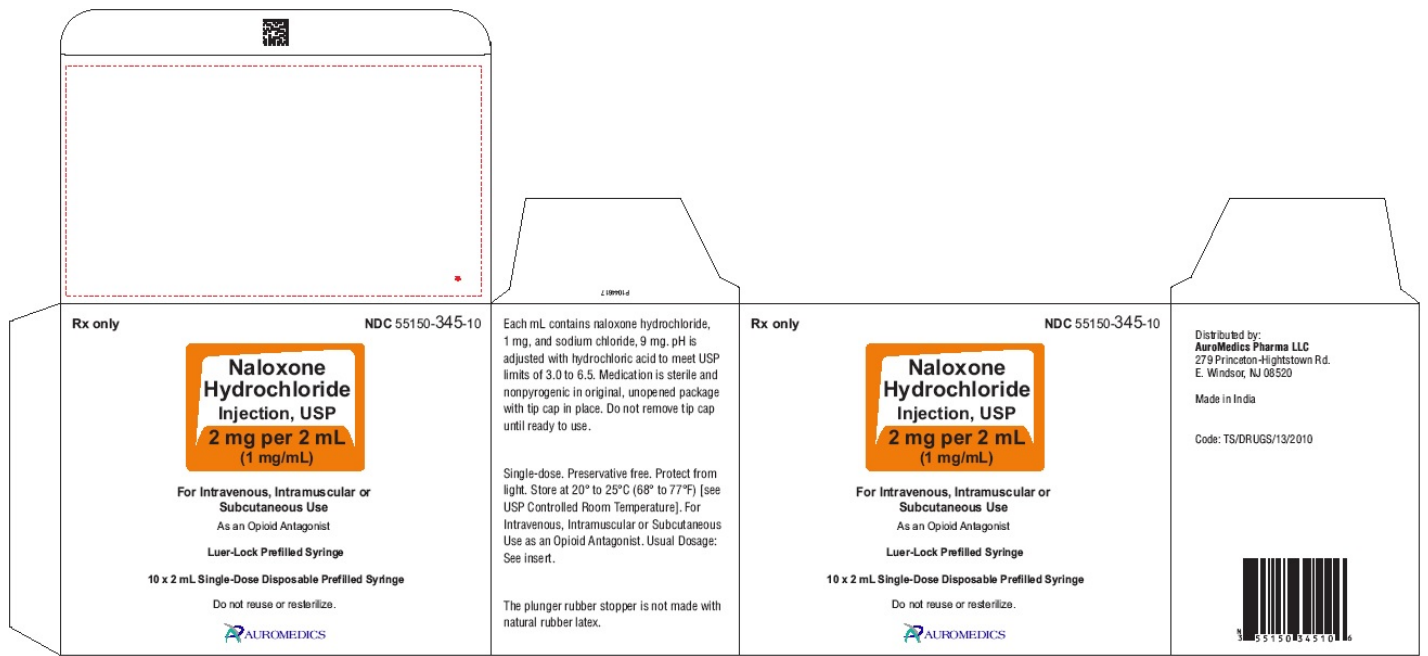 P1044617
Rx only
NDC 55150-345-10
Naloxone
Hydrochloride
Injection, USP
2 mg per 2 mL
(1 mg/mL)
For Intravenous, Intramuscular or
Subcutaneous Use
As an Opioid Antagonist
Luer-Lock Prefilled Syringe
10 x 2 mL Single-Dose Disposable Prefilled Syringe
Do not reuse or resterilize.
AUROMEDICS
Each mL contains naloxone hydrochloride,
1 mg, and sodium chloride, 9 mg. pH is
adjusted with hydrochloric acid to meet USP
limits of 3.0 to 6.5. Medication is sterile and
nonpyrogenic in original, unopened package
with tip cap in place. Do not remove tip cap
until ready to use.
Single-dose. Preservative free. Protect from
light. Store at 20° to 25°C (68° to 77°F) [see
USP Controlled Room Temperature]. For
Intravenous, Intramuscular or Subcutaneous
Use as an Opioid Antagonist. Usual Dosage:
See insert.
The plunger rubber stopper is not made with
natural rubber latex.
Rx only
NDC 55150-345-10
Naloxone
Hydrochloride
Injection, USP
2 mg per 2 mL
(1 mg/mL)
For Intravenous, Intramuscular or
Subcutaneous Use
As an Opioid Antagonist
Luer-Lock Prefilled Syringe
10 x 2 mL Single-Dose Disposable Prefilled Syringe
Do not reuse or resterilize.
AUROMEDICS
Distributed by:
AuroMedics Pharma LLC
279 Princeton-Hightstown Rd.
E. Windsor, NJ 08520
Made in India
Code: TS/DRUGS/13/2010
N
3 55150 34510 6